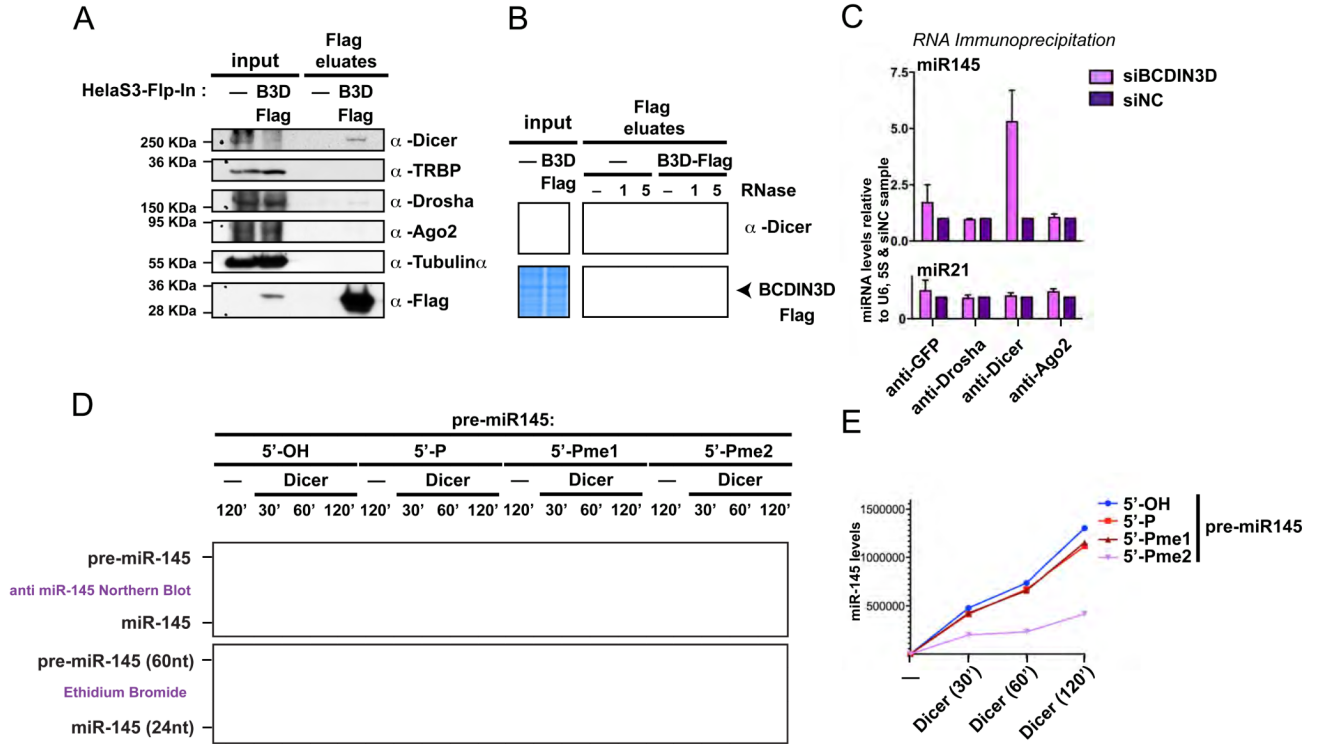 A
input
Flag
eluates
HelaS3-Flp-In : — B3D — B3D
Flag Flag
250 KDa α -Dicer
36 KDa α -TRBP
150 KDa α -Drosha
95 KDa α -Ago2
55 KDa α -Tubulinα
36 KDa
28 KDa α -Flag
B
input
Flag
eluates
— B3D — B3D-Flag
Flag
– 1 5 – 1 5 RNase
α -Dicer
BCDIN3D
Flag
C
RNA Immunoprecipitation
miR145
siBCDIN3D
siNC
7.5
5.0
2.5
0.0
miR21
0
miRNA levels relative
to U6, 5S & siNC sample
anti-GFP
anti-Drosha
anti-Dicer
anti-Ago2
D
pre-miR145:
5'-OH 5'-P 5'-Pme1 5'-Pme2
— Dicer — Dicer — Dicer — Dicer
120' 30' 60' 120' 120' 30' 60' 120' 120' 30' 60' 120' 120' 30' 60' 120'
pre-miR-145
anti miR-145 Northern Blot
miR-145
pre-miR-145 (60nt)
Ethidium Bromide
miR-145 (24nt)
E
miR-145 levels
1500000
1000000
500000
— Dicer (30') Dicer (60') Dicer (120')
5'-OH
5'-P
5'-Pme1
5'-Pme2
pre-miR145